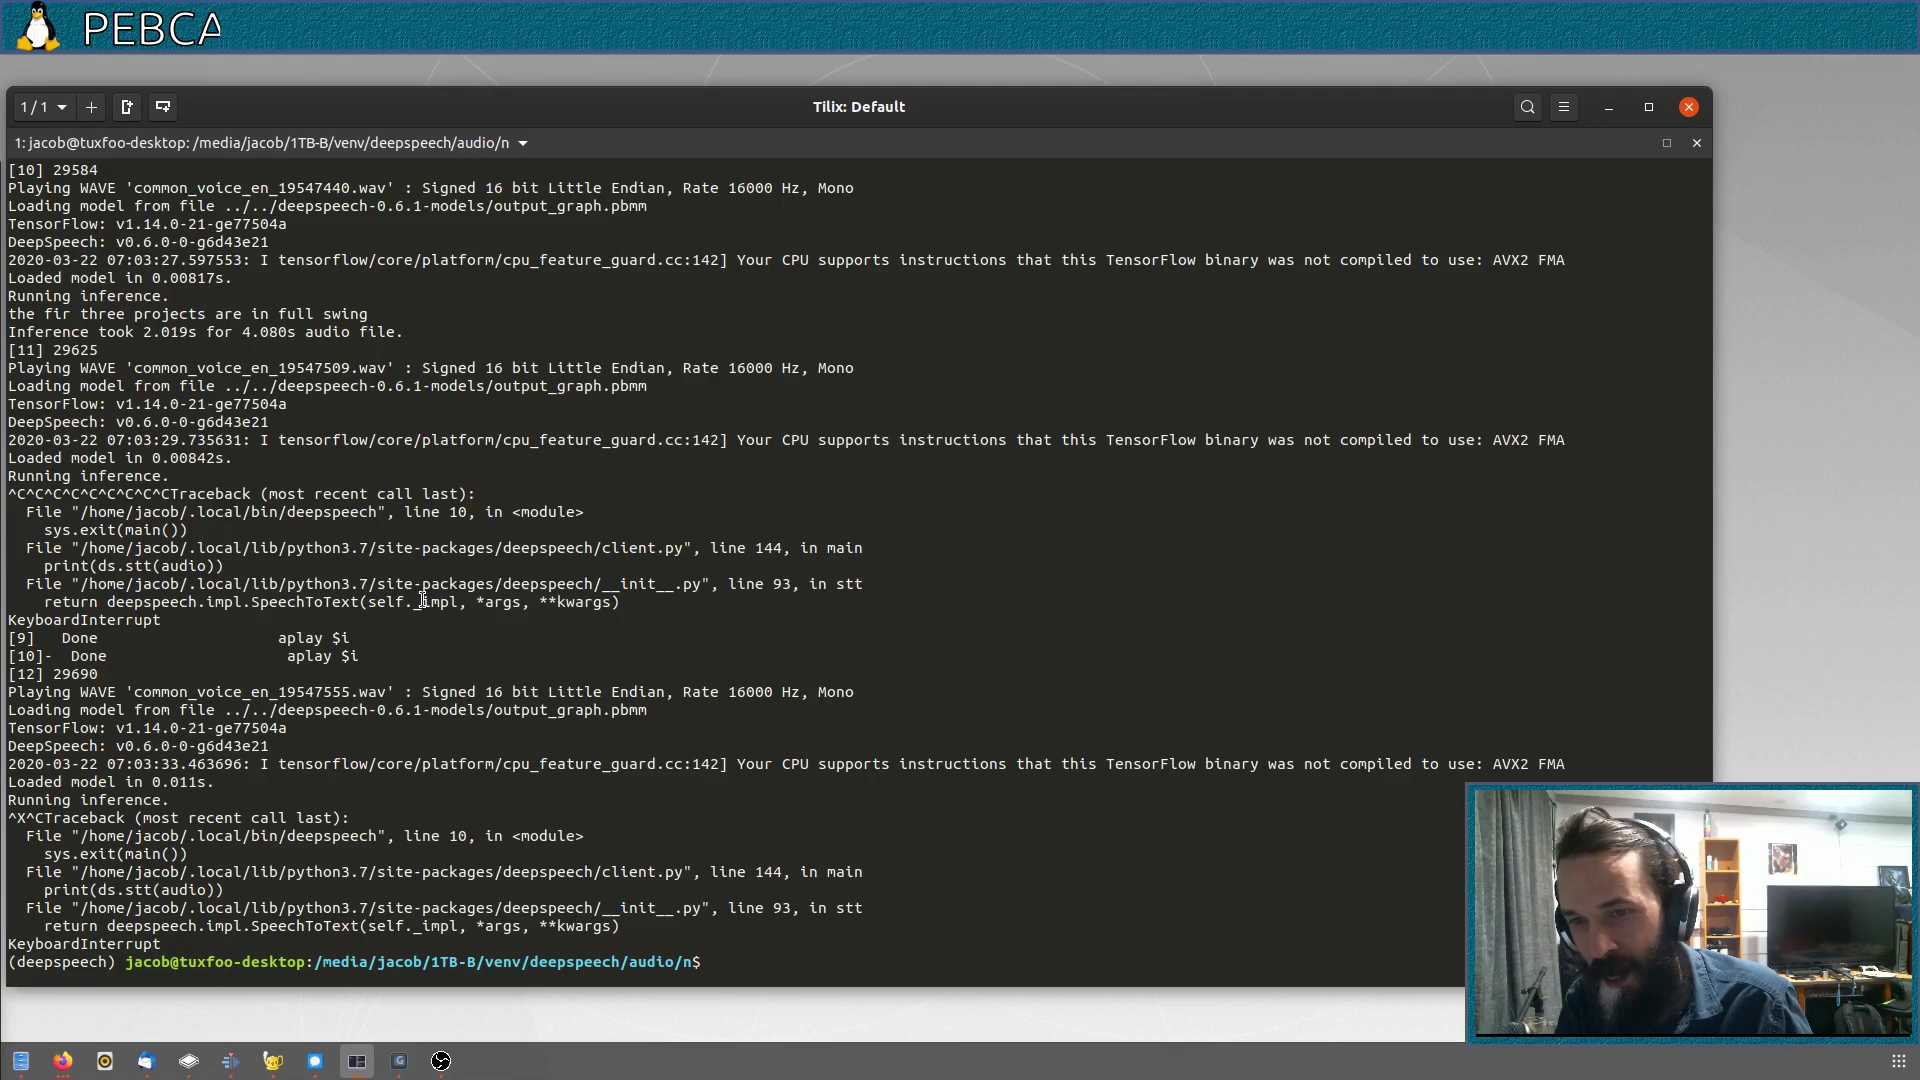 PEBCA
1 / 1
Tilix: Default
1: jacob@tuxfoo-desktop: /media/jacob/1TB-B/venv/deepspeech/audio/n
[10] 29584
Playing WAVE 'common_voice_en_19547440.wav' : Signed 16 bit Little Endian, Rate 16000 Hz, Mono
Loading model from file ../../deepspeech-0.6.1-models/output_graph.pbmm
TensorFlow: v1.14.0-21-ge77504a
DeepSpeech: v0.6.0-0-g6d43e21
2020-03-22 07:03:27.597553: I tensorflow/core/platform/cpu_feature_guard.cc:142] Your CPU supports instructions that this TensorFlow binary was not compiled to use: AVX2 FMA
Loaded model in 0.00817s.
Running inference.
the fir three projects are in full swing
Inference took 2.019s for 4.080s audio file.
[11] 29625
Playing WAVE 'common_voice_en_19547509.wav' : Signed 16 bit Little Endian, Rate 16000 Hz, Mono
Loading model from file ../../deepspeech-0.6.1-models/output_graph.pbmm
TensorFlow: v1.14.0-21-ge77504a
DeepSpeech: v0.6.0-0-g6d43e21
2020-03-22 07:03:29.735631: I tensorflow/core/platform/cpu_feature_guard.cc:142] Your CPU supports instructions that this TensorFlow binary was not compiled to use: AVX2 FMA
Loaded model in 0.00842s.
Running inference.
^C^C^C^C^C^C^C^C^CTraceback (most recent call last):
  File "/home/jacob/.local/bin/deepspeech", line 10, in <module>
    sys.exit(main())
  File "/home/jacob/.local/lib/python3.7/site-packages/deepspeech/client.py", line 144, in main
    print(ds.stt(audio))
  File "/home/jacob/.local/lib/python3.7/site-packages/deepspeech/__init__.py", line 93, in stt
    return deepspeech.impl.SpeechToText(self._impl, *args, **kwargs)
KeyboardInterrupt
[9]   Done                    aplay $i
[10]-  Done                    aplay $i
[12] 29690
Playing WAVE 'common_voice_en_19547555.wav' : Signed 16 bit Little Endian, Rate 16000 Hz, Mono
Loading model from file ../../deepspeech-0.6.1-models/output_graph.pbmm
TensorFlow: v1.14.0-21-ge77504a
DeepSpeech: v0.6.0-0-g6d43e21
2020-03-22 07:03:33.463696: I tensorflow/core/platform/cpu_feature_guard.cc:142] Your CPU supports instructions that this TensorFlow binary was not compiled to use: AVX2 FMA
Loaded model in 0.011s.
Running inference.
^X^CTraceback (most recent call last):
  File "/home/jacob/.local/bin/deepspeech", line 10, in <module>
    sys.exit(main())
  File "/home/jacob/.local/lib/python3.7/site-packages/deepspeech/client.py", line 144, in main
    print(ds.stt(audio))
  File "/home/jacob/.local/lib/python3.7/site-packages/deepspeech/__init__.py", line 93, in stt
    return deepspeech.impl.SpeechToText(self._impl, *args, **kwargs)
KeyboardInterrupt
(deepspeech) jacob@tuxfoo-desktop:/media/jacob/1TB-B/venv/deepspeech/audio/n$